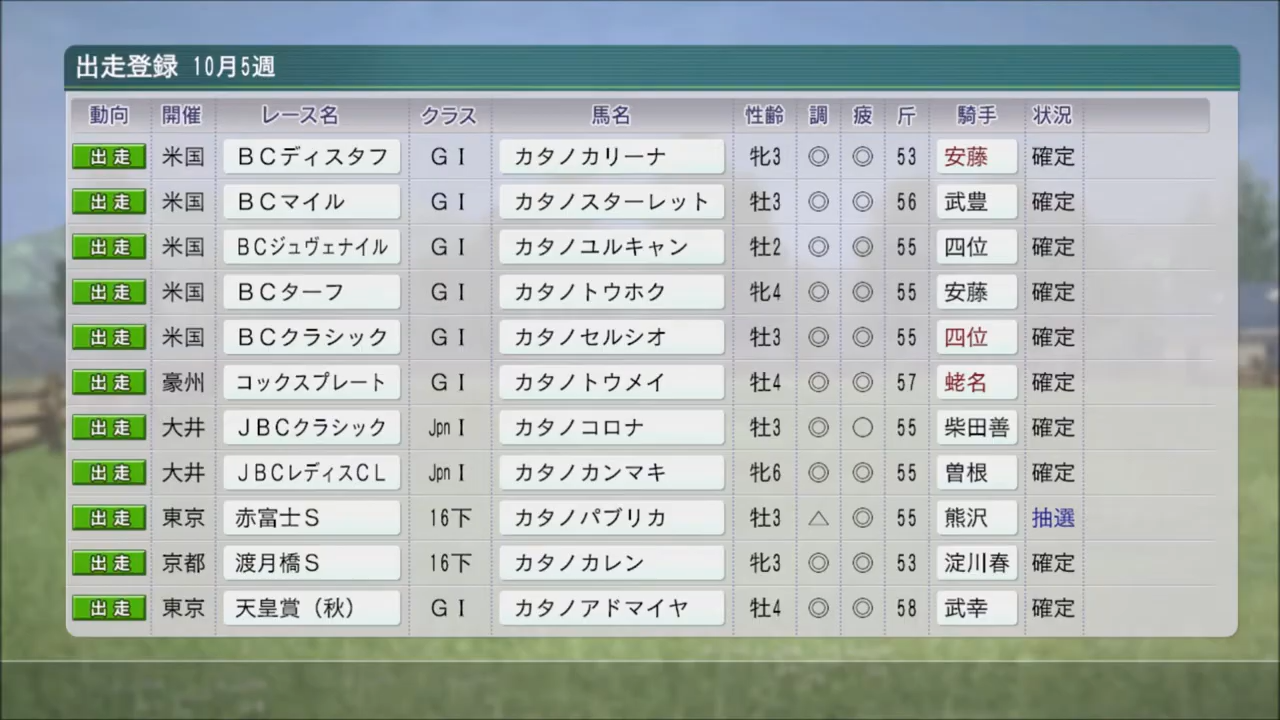 出走登録 10月5週
動向 開催 レース名 クラス 馬名 性齢 調 疲 斤 騎手 状況
出走 米国 BCディスタフ GⅠ カタノカリーナ 牝3 ◎ ◎ 53 安藤 確定
出走 米国 BCマイル GⅠ カタノスターレット 牡3 ◎ ◎ 56 武豊 確定
出走 米国 BCジュヴェナイル GⅠ カタノユルキャン 牡2 ◎ ◎ 55 四位 確定
出走 米国 BCターフ GⅠ カタノトウホク 牝4 ◎ ◎ 55 安藤 確定
出走 米国 BCクラシック GⅠ カタノセルシオ 牡3 ◎ ◎ 55 四位 確定
出走 豪州 コックスプレート GⅠ カタノトウメイ 牡4 ◎ ◎ 57 蛯名 確定
出走 大井 JBCクラシック JpnⅠ カタノコロナ 牡3 ◎ ○ 55 柴田善 確定
出走 大井 JBCレディスCL JpnⅠ カタノカンマキ 牝6 ◎ ◎ 55 曽根 確定
出走 東京 赤富士S 16下 カタノパブリカ 牡3 △ ◎ 55 熊沢 抽選
出走 京都 渡月橋S 16下 カタノカレン 牝3 ◎ ◎ 53 淀川春 確定
出走 東京 天皇賞（秋） GⅠ カタノアドマイヤ 牡4 ◎ ◎ 58 武幸 確定